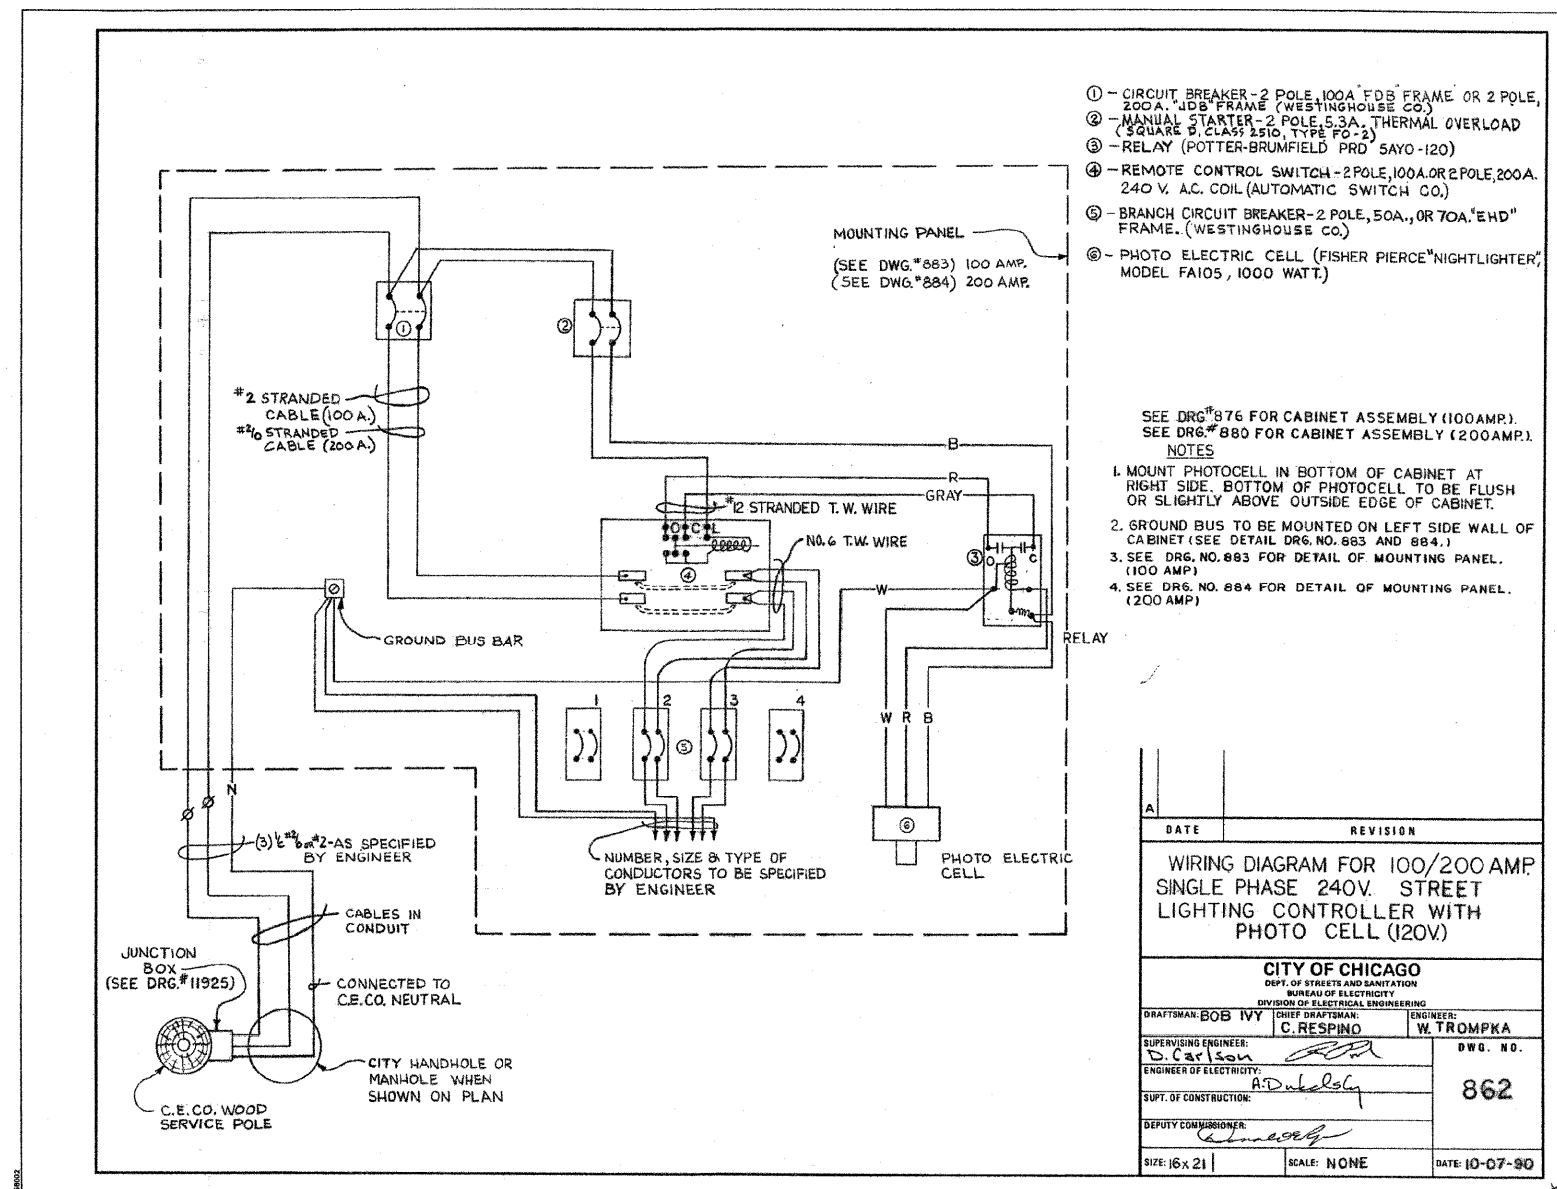 ① - CIRCUIT BREAKER-2 POLE, 100A "FDB" FRAME OR 2 POLE,
200A. "JDB" FRAME (WESTINGHOUSE CO.)
② - MANUAL STARTER-2 POLE, 5.3A. THERMAL OVERLOAD
(SQUARE D, CLASS 2510, TYPE FO-2)
③ - RELAY (POTTER-BRUMFIELD PRD 5AYO-120)
④ - REMOTE CONTROL SWITCH-2POLE, 100A. OR 2 POLE, 200A.
240 V. A.C. COIL (AUTOMATIC SWITCH CO.)
⑤ - BRANCH CIRCUIT BREAKER-2 POLE, 50A., OR 70A. "EHD"
FRAME. (WESTINGHOUSE CO.)
⑥ - PHOTO ELECTRIC CELL (FISHER PIERCE "NIGHTLIGHTER",
MODEL FA105, 1000 WATT.)
MOUNTING PANEL
(SEE DWG. #883) 100 AMP.
(SEE DWG. #884) 200 AMP.
①
②
#2 STRANDED
CABLE (100 A.)
#2/0 STRANDED
CABLE (200 A.)
SEE DRG #876 FOR CABINET ASSEMBLY (100AMP.).
SEE DRG. #880 FOR CABINET ASSEMBLY (200AMP.).
NOTES
1. MOUNT PHOTOCELL IN BOTTOM OF CABINET AT
RIGHT SIDE. BOTTOM OF PHOTOCELL TO BE FLUSH
OR SLIGHTLY ABOVE OUTSIDE EDGE OF CABINET.
2. GROUND BUS TO BE MOUNTED ON LEFT SIDE WALL OF
CABINET (SEE DETAIL DRG. NO. 883 AND 884.)
3. SEE DRG. NO. 883 FOR DETAIL OF MOUNTING PANEL.
(100 AMP)
4. SEE DRG. NO. 884 FOR DETAIL OF MOUNTING PANEL.
(200 AMP)
B
R
GRAY
#12 STRANDED T.W. WIRE
O C L
NO. 6 T.W. WIRE
④
③
O C
W
RELAY
GROUND BUS BAR
1 2 3 4
⑤
W R B
N
⑥
PHOTO ELECTRIC
CELL
(3) 1/C #2/0 OR #2-AS SPECIFIED
BY ENGINEER
NUMBER, SIZE & TYPE OF
CONDUCTORS TO BE SPECIFIED
BY ENGINEER
CABLES IN
CONDUIT
JUNCTION
BOX
(SEE DRG. #11925)
CONNECTED TO
C.E.CO. NEUTRAL
CITY HANDHOLE OR
MANHOLE WHEN
SHOWN ON PLAN
C.E.CO. WOOD
SERVICE POLE
A
DATE REVISION
WIRING DIAGRAM FOR 100/200 AMP.
SINGLE PHASE 240V. STREET
LIGHTING CONTROLLER WITH
PHOTO CELL (120V.)
CITY OF CHICAGO
DEPT. OF STREETS AND SANITATION
BUREAU OF ELECTRICITY
DIVISION OF ELECTRICAL ENGINEERING
DRAFTSMAN: BOB IVY CHIEF DRAFTSMAN: C. RESPINO ENGINEER: W. TROMPKA
SUPERVISING ENGINEER: D. Carlson
ENGINEER OF ELECTRICITY:
SUPT. OF CONSTRUCTION:
DEPUTY COMMISSIONER:
DWG. NO.
862
SIZE: 16 x 21 SCALE: NONE DATE: 10-07-90